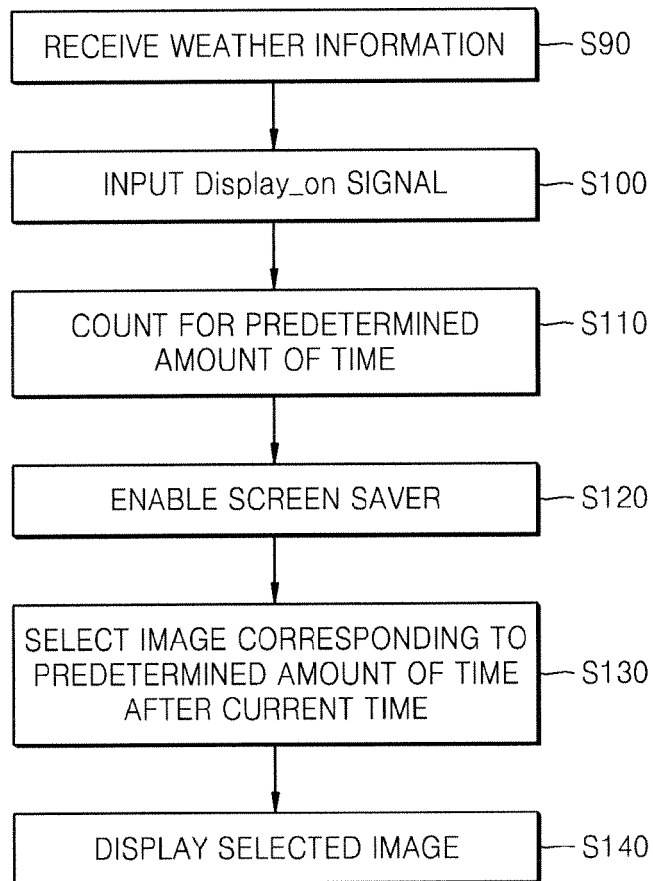 RECEIVE WEATHER INFORMATION S90
INPUT Display_on SIGNAL S100
COUNT FOR PREDETERMINED S110
AMOUNT OF TIME
ENABLE SCREEN SAVER S120
SELECT IMAGE CORRESPONDING TO
PREDETERMINED AMOUNT OF TIME S130
AFTER CURRENT TIME
DISPLAY SELECTED IMAGE S140